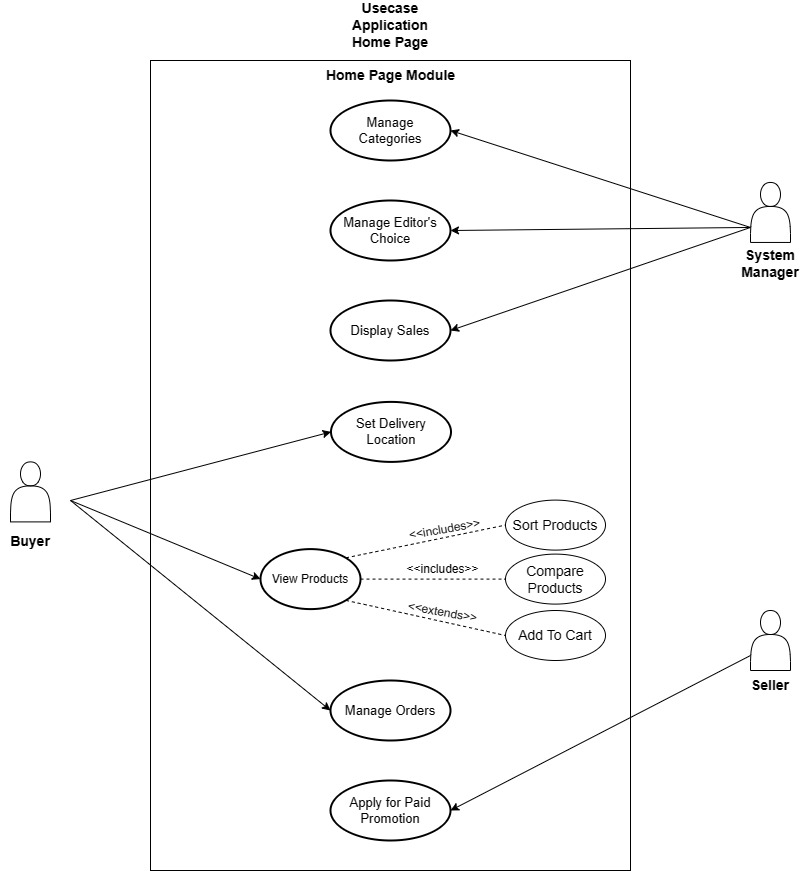 Usecase
Application
Home Page
Home Page Module
Manage
Categories
Manage Editor's
Choice
System
Manager
Display Sales
Set Delivery
Location
Buyer
<<includes>>
Sort Products
View Products
<<includes>>
Compare
Products
<<extends>>
Add To Cart
Seller
Manage Orders
Apply for Paid
Promotion